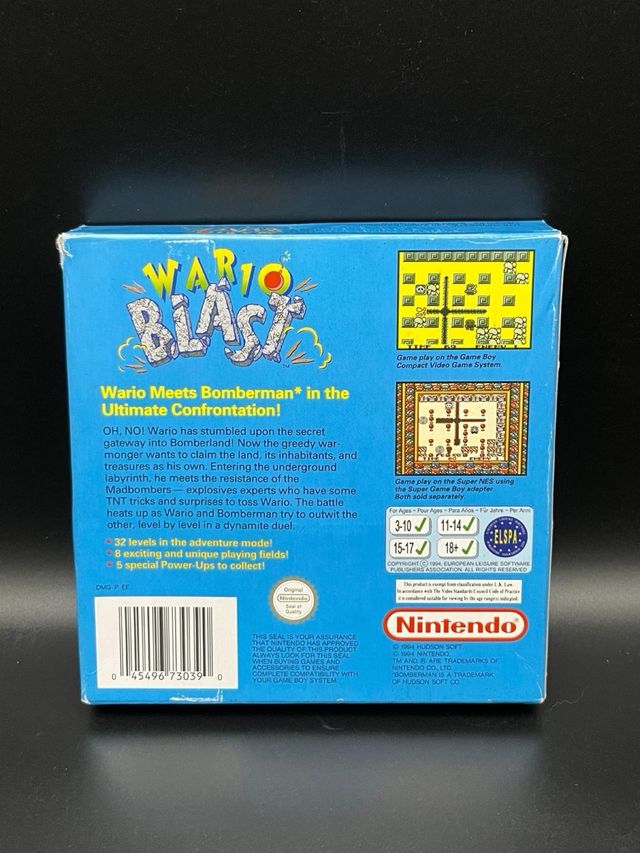 WARIO
BLAST
TM
Wario Meets Bomberman* in the
Ultimate Confrontation!
OH, NO! Wario has stumbled upon the secret
gateway into Bomberland! Now the greedy war-
monger wants to claim the land, its inhabitants, and
treasures as his own. Entering the underground
labyrinth, he meets the resistance of the
Madbombers — explosives experts who have some
TNT tricks and surprises to toss Wario. The battle
heats up as Wario and Bomberman try to outwit the
other, level by level in a dynamite duel.
• 32 levels in the adventure mode!
• 8 exciting and unique playing fields!
• 5 special Power-Ups to collect!
DMG P EE
0 45496 73039 0
Original
Nintendo
Seal of
Quality
THIS SEAL IS YOUR ASSURANCE
THAT NINTENDO HAS APPROVED
THE QUALITY OF THIS PRODUCT.
ALWAYS LOOK FOR THIS SEAL
WHEN BUYING GAMES AND
ACCESSORIES TO ENSURE
COMPLETE COMPATIBILITY WITH
YOUR GAME BOY SYSTEM.
TIME 69 ENEMY 1
Game play on the Game Boy
Compact Video Game System.
Game play on the Super NES using
the Super Game Boy adapter.
Both sold separately.
For Ages - Pour Ages - Para Años - Für Jahre - Per Anni
3-10 ✓ 11-14 ✓
15-17 ✓ 18+ ✓
ELSPA
COPYRIGHT © 1994, EUROPEAN LEISURE SOFTWARE
PUBLISHERS ASSOCIATION. ALL RIGHTS RESERVED
This product is exempt from classification under U.K. Law.
In accordance with The Video Standards Council Code of Practice
it is considered suitable for viewing by the age range(s) indicated.
Nintendo®
© 1994 HUDSON SOFT
© 1994 NINTENDO
TM AND ® ARE TRADEMARKS OF
NINTENDO CO., LTD.
*BOMBERMAN IS A TRADEMARK
OF HUDSON SOFT CO.